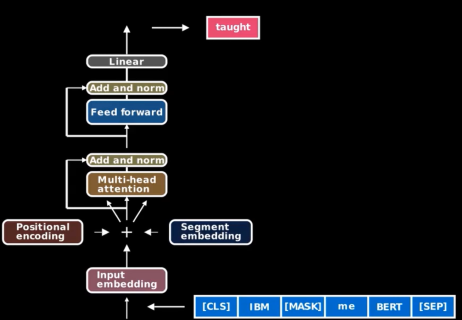 taught
Linear
Add and norm
Feed forward
Add and norm
Multi-head
attention
Positional
encoding
+
Segment
embedding
Input
embedding
[CLS] IBM [MASK] me BERT [SEP]